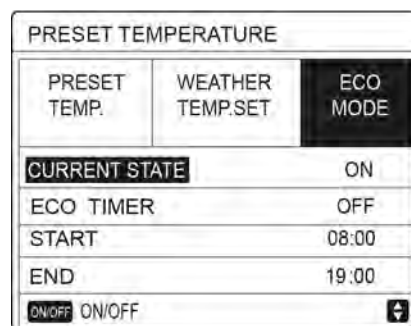 PRESET TEMPERATURE
PRESET TEMP. WEATHER TEMP.SET ECO MODE
CURRENT STATE ON
ECO TIMER OFF
START 08:00
END 19:00
ON/OFF ON/OFF